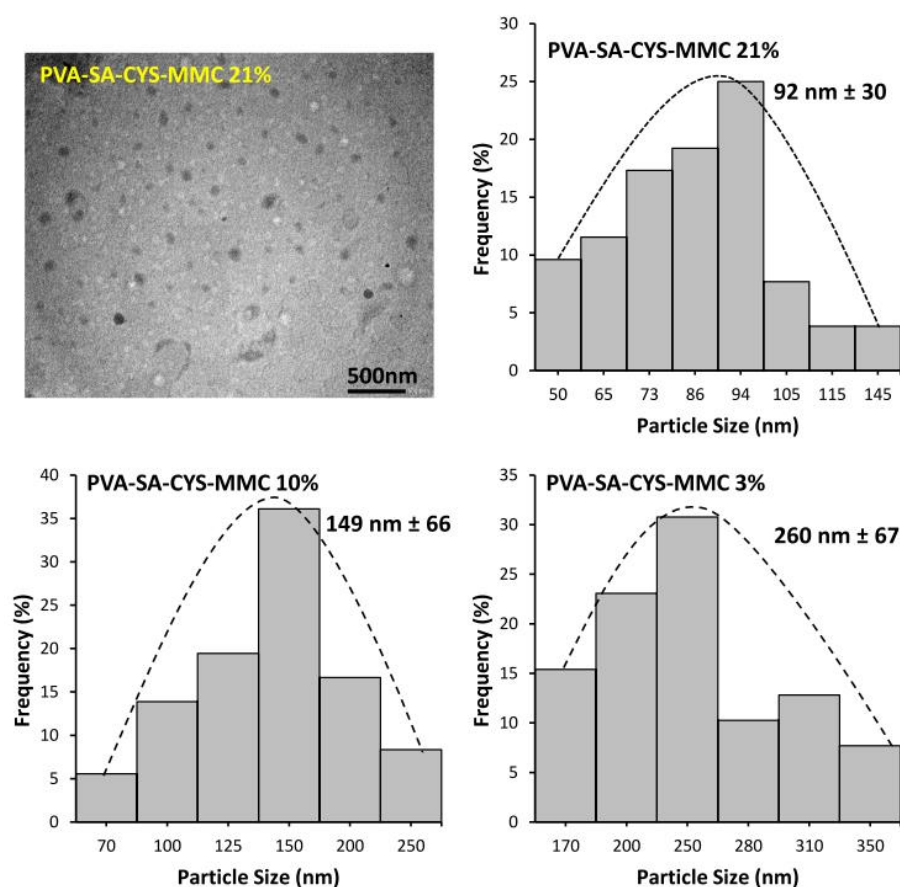 PVA-SA-CYS-MMC 21%
500nm
30
25
20
15
10
5
0
Frequency (%)
PVA-SA-CYS-MMC 21%
92 nm ± 30
50 65 73 86 94 105 115 145
Particle Size (nm)
40
35
30
25
20
15
10
5
0
Frequency (%)
PVA-SA-CYS-MMC 10%
149 nm ± 66
70 100 125 150 200 250
Particle Size (nm)
35
30
25
20
15
10
5
0
Frequency (%)
PVA-SA-CYS-MMC 3%
260 nm ± 67
170 200 250 280 310 350
Particle Size (nm)